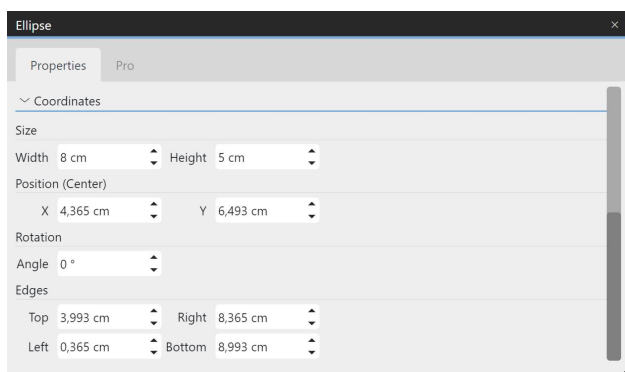 Ellipse
Properties Pro
Coordinates
Size
Width 8 cm Height 5 cm
Position (Center)
X 4,365 cm Y 6,493 cm
Rotation
Angle 0 °
Edges
Top 3,993 cm Right 8,365 cm
Left 0,365 cm Bottom 8,993 cm